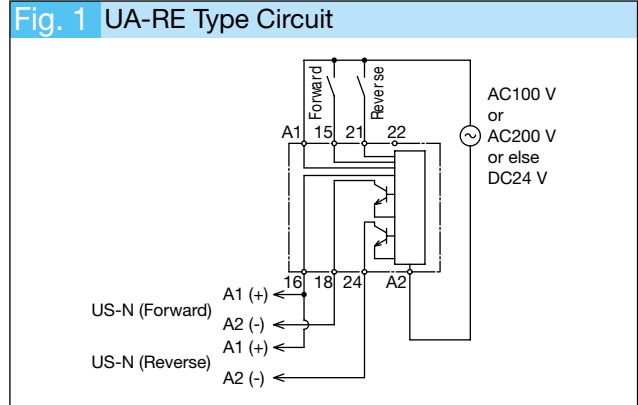 Fig. 1 UA-RE Type Circuit
Forward
Reverse
A1 15 21 22
AC100 V
or
AC200 V
or else
DC24 V
16 18 24 A2
A1 (+)
US-N (Forward)
A2 (-)
A1 (+)
US-N (Reverse)
A2 (-)